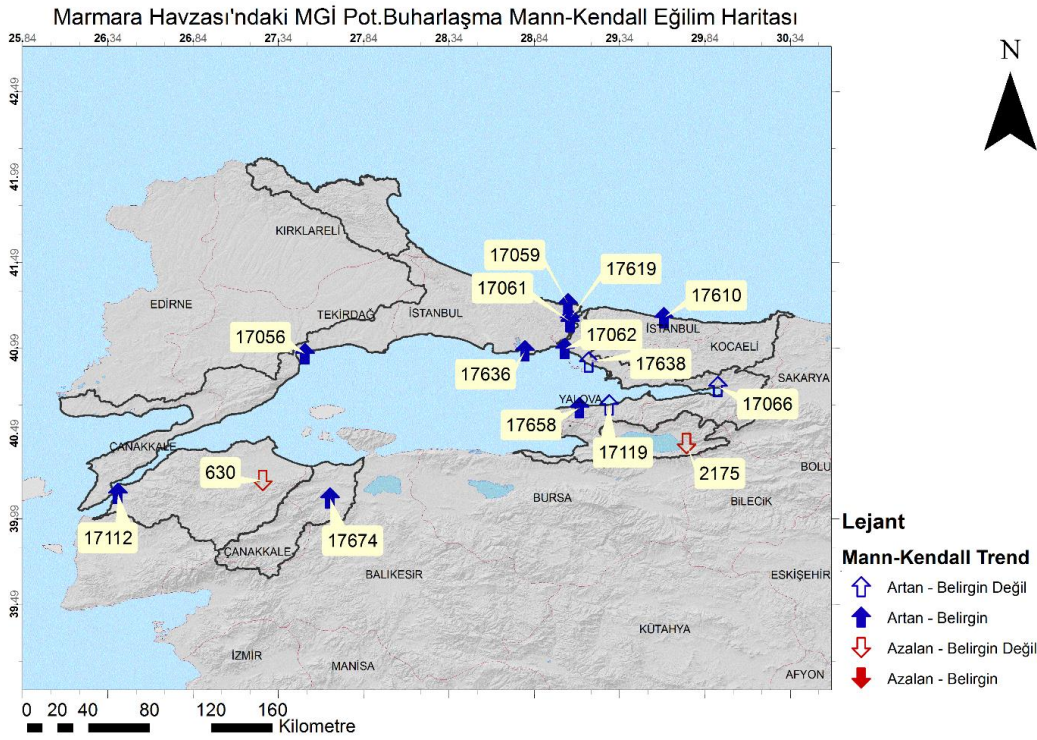 Marmara Havzası'ndaki MGİ Pot.Buharlaşma Mann-Kendall Eğilim Haritası
25,84 26,34 26,84 27,34 27,84 28,34 28,84 29,34 29,84 30,34
N
42,49
41,99
41,49
40,99
40,49
39,99
39,49
KIRKLARELİ
EDİRNE
TEKİRDAĞ
İSTANBUL
İSTANBUL
KOCAELİ
SAKARYA
YALOVA
ÇANAKKALE
BOLU
BURSA
BİLECİK
ÇANAKKALE
BALIKESİR
ESKİŞEHİR
KÜTAHYA
İZMİR
MANİSA
AFYON
17059
17619
17061
17610
17056
17062
17636
17638
17066
17658
17119
2175
630
17112
17674
Lejant
Mann-Kendall Trend
Artan - Belirgin Değil
Artan - Belirgin
Azalan - Belirgin Değil
Azalan - Belirgin
0 20 40 80 120 160
Kilometre